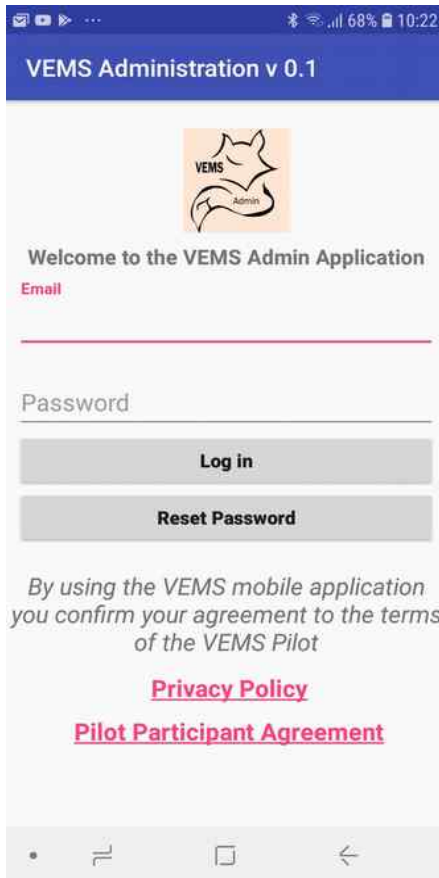 68% 10:22
VEMS Administration v 0.1
VEMS
Admin
Welcome to the VEMS Admin Application
Email
Password
Log in
Reset Password
By using the VEMS mobile application
you confirm your agreement to the terms
of the VEMS Pilot
Privacy Policy
Pilot Participant Agreement